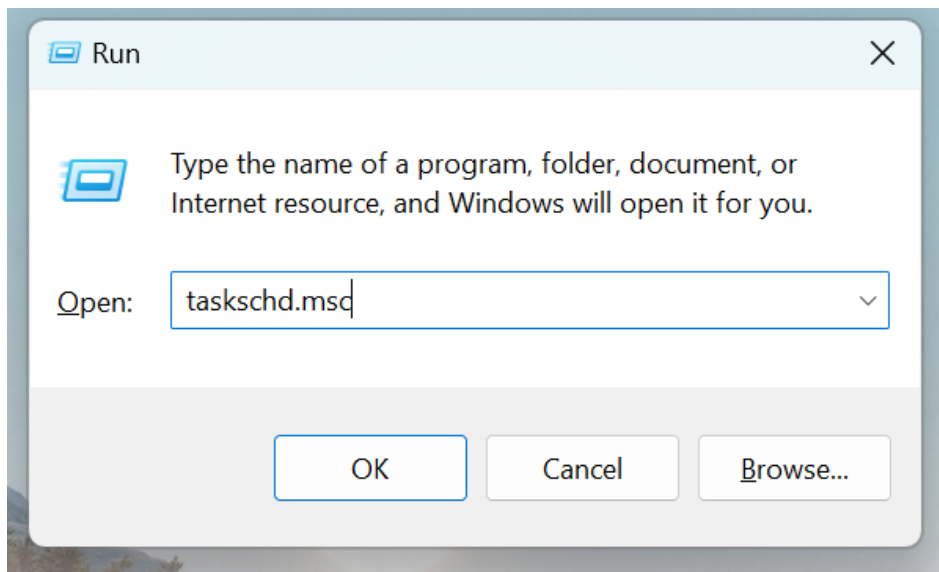 Run
Type the name of a program, folder, document, or
Internet resource, and Windows will open it for you.
Open: taskschd.msc
OK Cancel Browse...